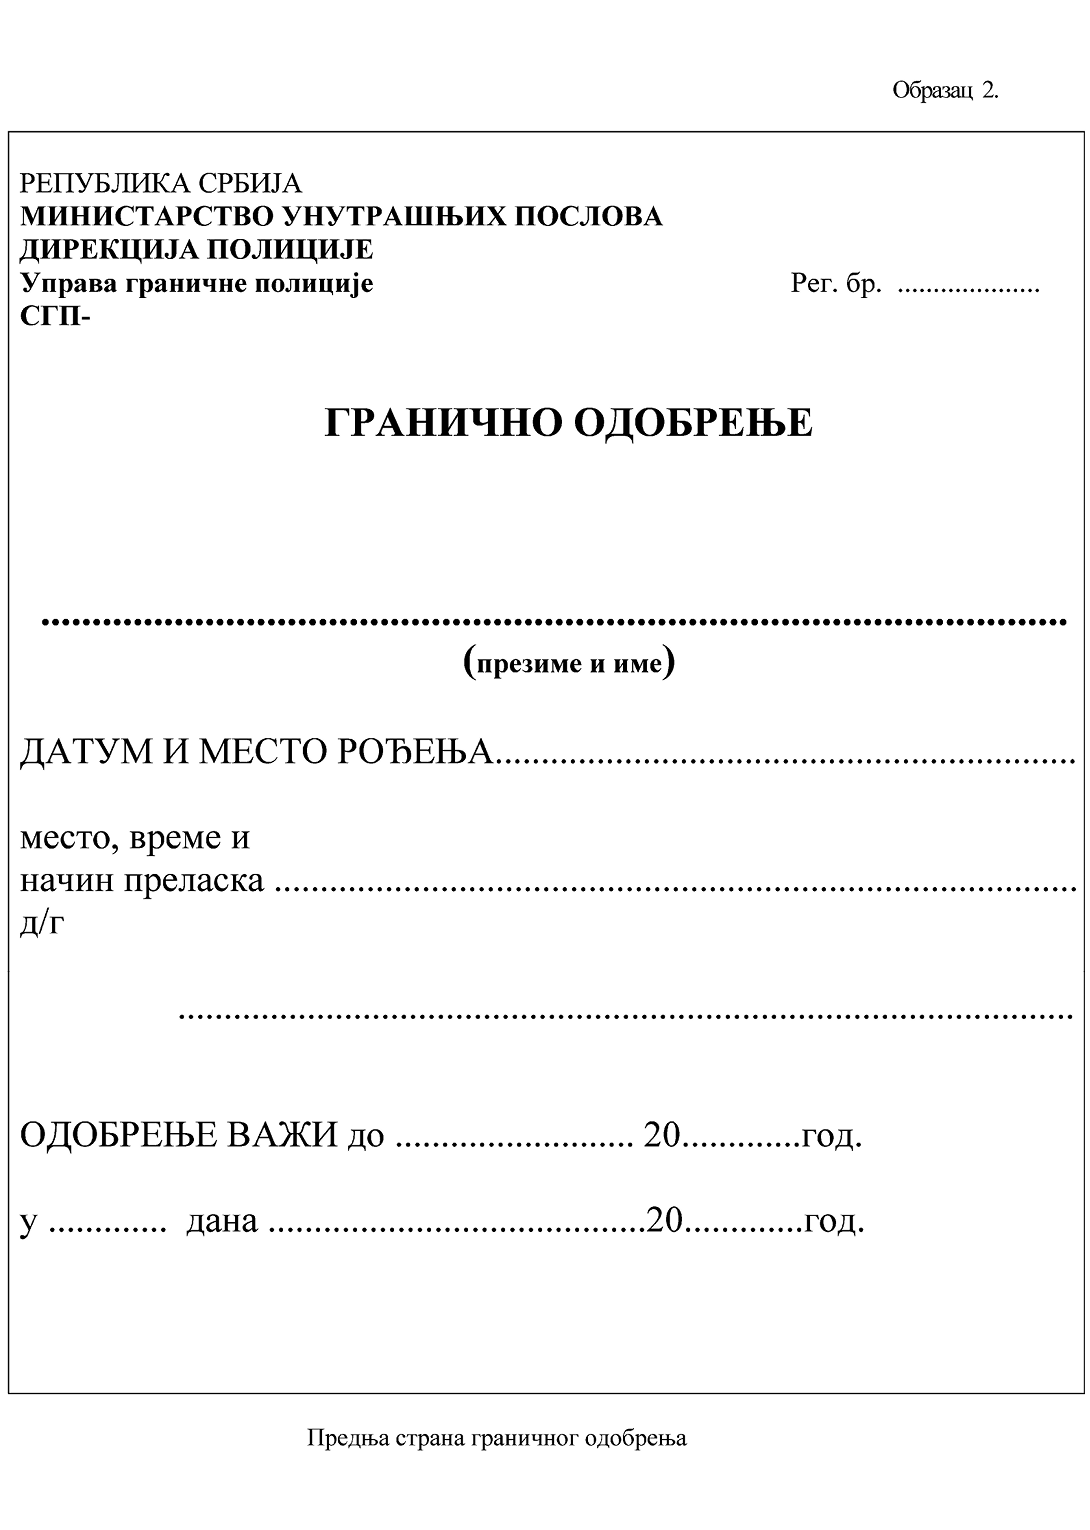 Образац 2.
РЕПУБЛИКА СРБИЈА
МИНИСТАРСТВО УНУТРАШЊИХ ПОСЛОВА
ДИРЕКЦИЈА ПОЛИЦИЈЕ
Управа граничне полиције Рег. бр. ....................
СГП-
ГРАНИЧНО ОДОБРЕЊЕ
....................................................................................
(презиме и име)
ДАТУМ И МЕСТО РОЂЕЊА...............................................................
место, време и
начин преласка .......................................................................................
д/г
.................................................................................................
ОДОБРЕЊЕ ВАЖИ до .......................... 20.............год.
у ............. дана .........................................20.............год.
Предња страна граничног одобрења